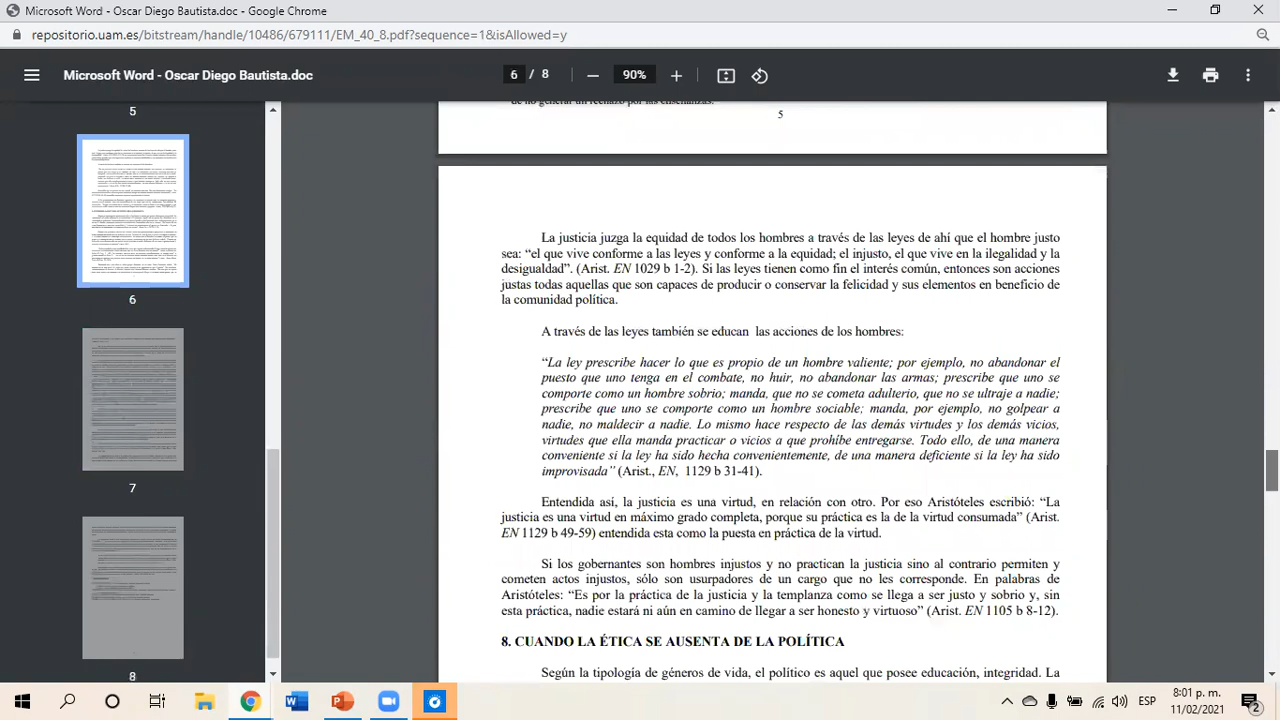 Microsoft Word - Oscar Diego Bautista.doc - Google Chrome
repositorio.uam.es/bitstream/handle/10486/679111/EM_40_8.pdf?sequence=1&isAllowed=y
Microsoft Word - Oscar Diego Bautista.doc
6 / 8
90%
5
6
7
8
de no generar un rechazo por las enseñanzas.
5
La justicia juzga la equidad de todos los hombres a través de las leyes de ahí que el hombre justo
sea: “el que vive conforme a las leyes y conforme a la equidad; el injusto, el que vive en la ilegalidad y la
desigualdad”. (Arist. EN 1029 b 1-2). Si las leyes tienen como fin el interés común, entonces son acciones
justas todas aquellas que son capaces de producir o conservar la felicidad y sus elementos en beneficio de
la comunidad política.
A través de las leyes también se educan las acciones de los hombres:
“La ley prescribe hacer lo que es propio de un hombre valiente; por ejemplo, no abandonar el
puesto que uno tenga en el combate, no huir, no abandonar las armas; prescribe que uno se
comporte como un hombre sobrio; manda, que no se cometa adulterio, que no se ultraje a nadie;
prescribe que uno se comporte como un hombre sociable; manda, por ejemplo, no golpear a
nadie, no maldecir a nadie. Lo mismo hace respecto de las demás virtudes y los demás vicios,
virtudes que ella manda practicar o vicios a que prohíbe entregarse. Todo ello, de una manera
conveniente si la ley ha sido hecha convenientemente, de una manera deficiente si la ley ha sido
improvisada” (Arist., EN, 1129 b 31-41).
Entendida así, la justicia es una virtud, en relación con otro. Por eso Aristóteles escribió: “La
justicia es una virtud en máximo grado completa, porque su práctica es la de la virtud consumada” (Arist.
EN 1129 b 49-59) entendida esta como la puesta en práctica de la virtud.
Si los gobernantes son hombres injustos y no practican la justicia sino al contrario permiten y
cometen actos injustos, sólo son usurpadores de un cargo que no les corresponde. En palabras de
Aristóteles: “Es por la práctica de la justicia y la templanza como se llega a ser justo y sobrio y, sin
esta práctica, nadie estará ni aún en camino de llegar a ser honesto y virtuoso” (Arist. EN 1105 b 8-12).
8. CUANDO LA ÉTICA SE AUSENTA DE LA POLÍTICA
Según la tipología de géneros de vida, el político es aquel que posee educación, integridad. La
ESP
8:01 p. m.
11/02/2021
2